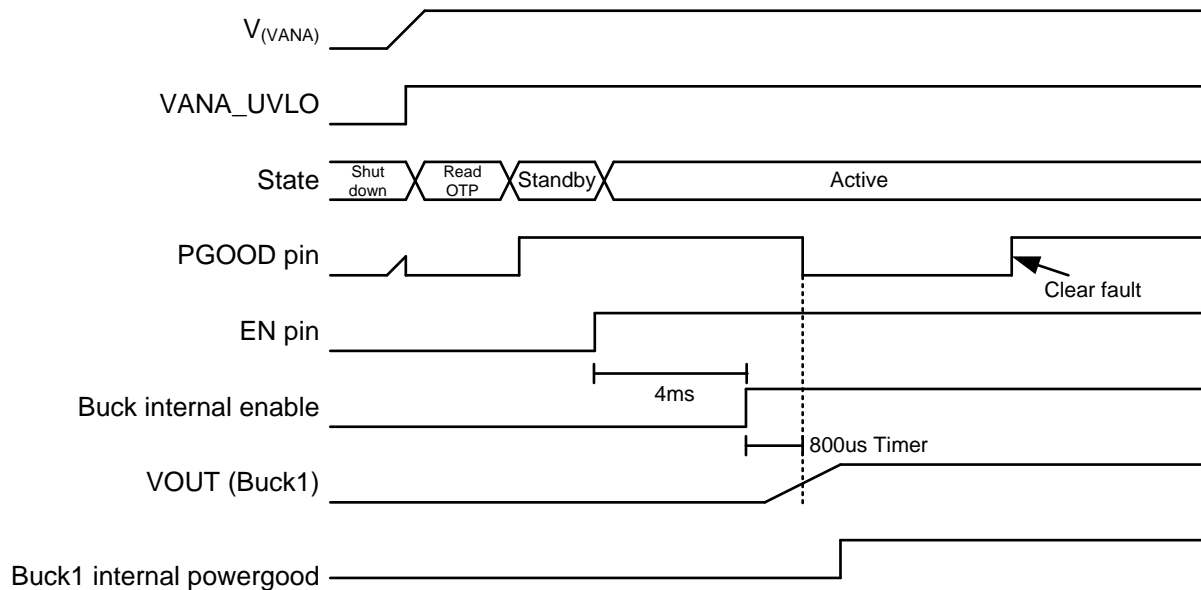 V(VANA)
VANA_UVLO
State
Shut
down
Read
OTP
Standby
Active
PGOOD pin
Clear fault
EN pin
4ms
Buck internal enable
800us Timer
VOUT (Buck1)
Buck1 internal powergood